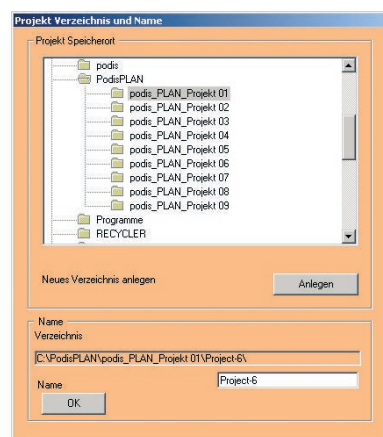 Projekt Verzeichnis und Name
Projekt Speicherort
podis
PodisPLAN
podis_PLAN_Projekt 01
podis_PLAN_Projekt 02
podis_PLAN_Projekt 03
podis_PLAN_Projekt 04
podis_PLAN_Projekt 05
podis_PLAN_Projekt 06
podis_PLAN_Projekt 07
podis_PLAN_Projekt 08
podis_PLAN_Projekt 09
Programme
RECYCLER
Neues Verzeichnis anlegen
Anlegen
Name
Verzeichnis
C:\PodisPLAN\podis_PLAN_Projekt 01\Project-6\
Name
Project-6
OK